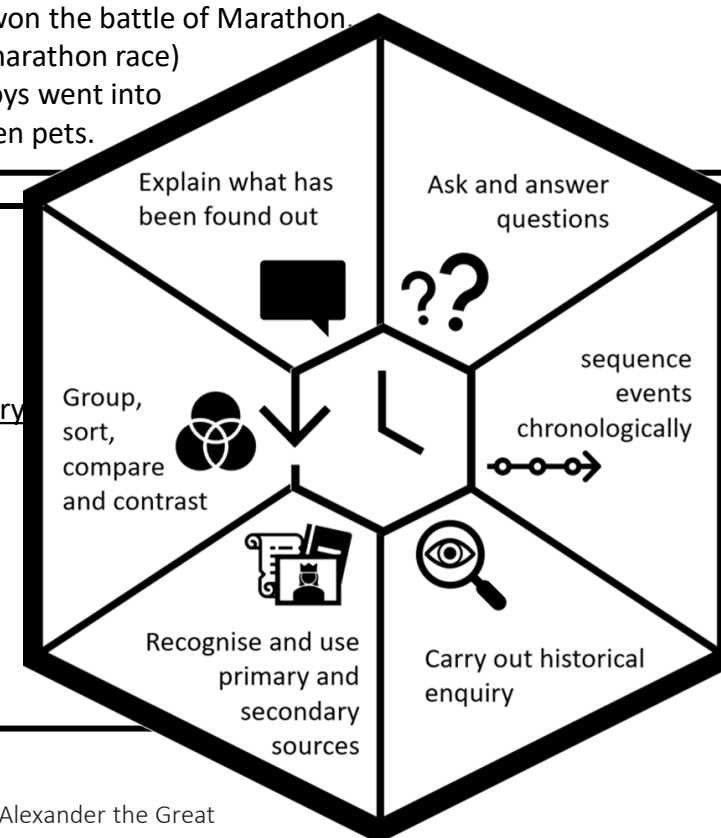 won the battle of Marathon.
marathon race)
ys went into
en pets.
Explain what has
been found out
Ask and answer
questions
??
sequence
events
chronologically
ry
Group,
sort,
compare
and contrast
Recognise and use
primary and
secondary
sources
Carry out historical
enquiry
Alexander the Great